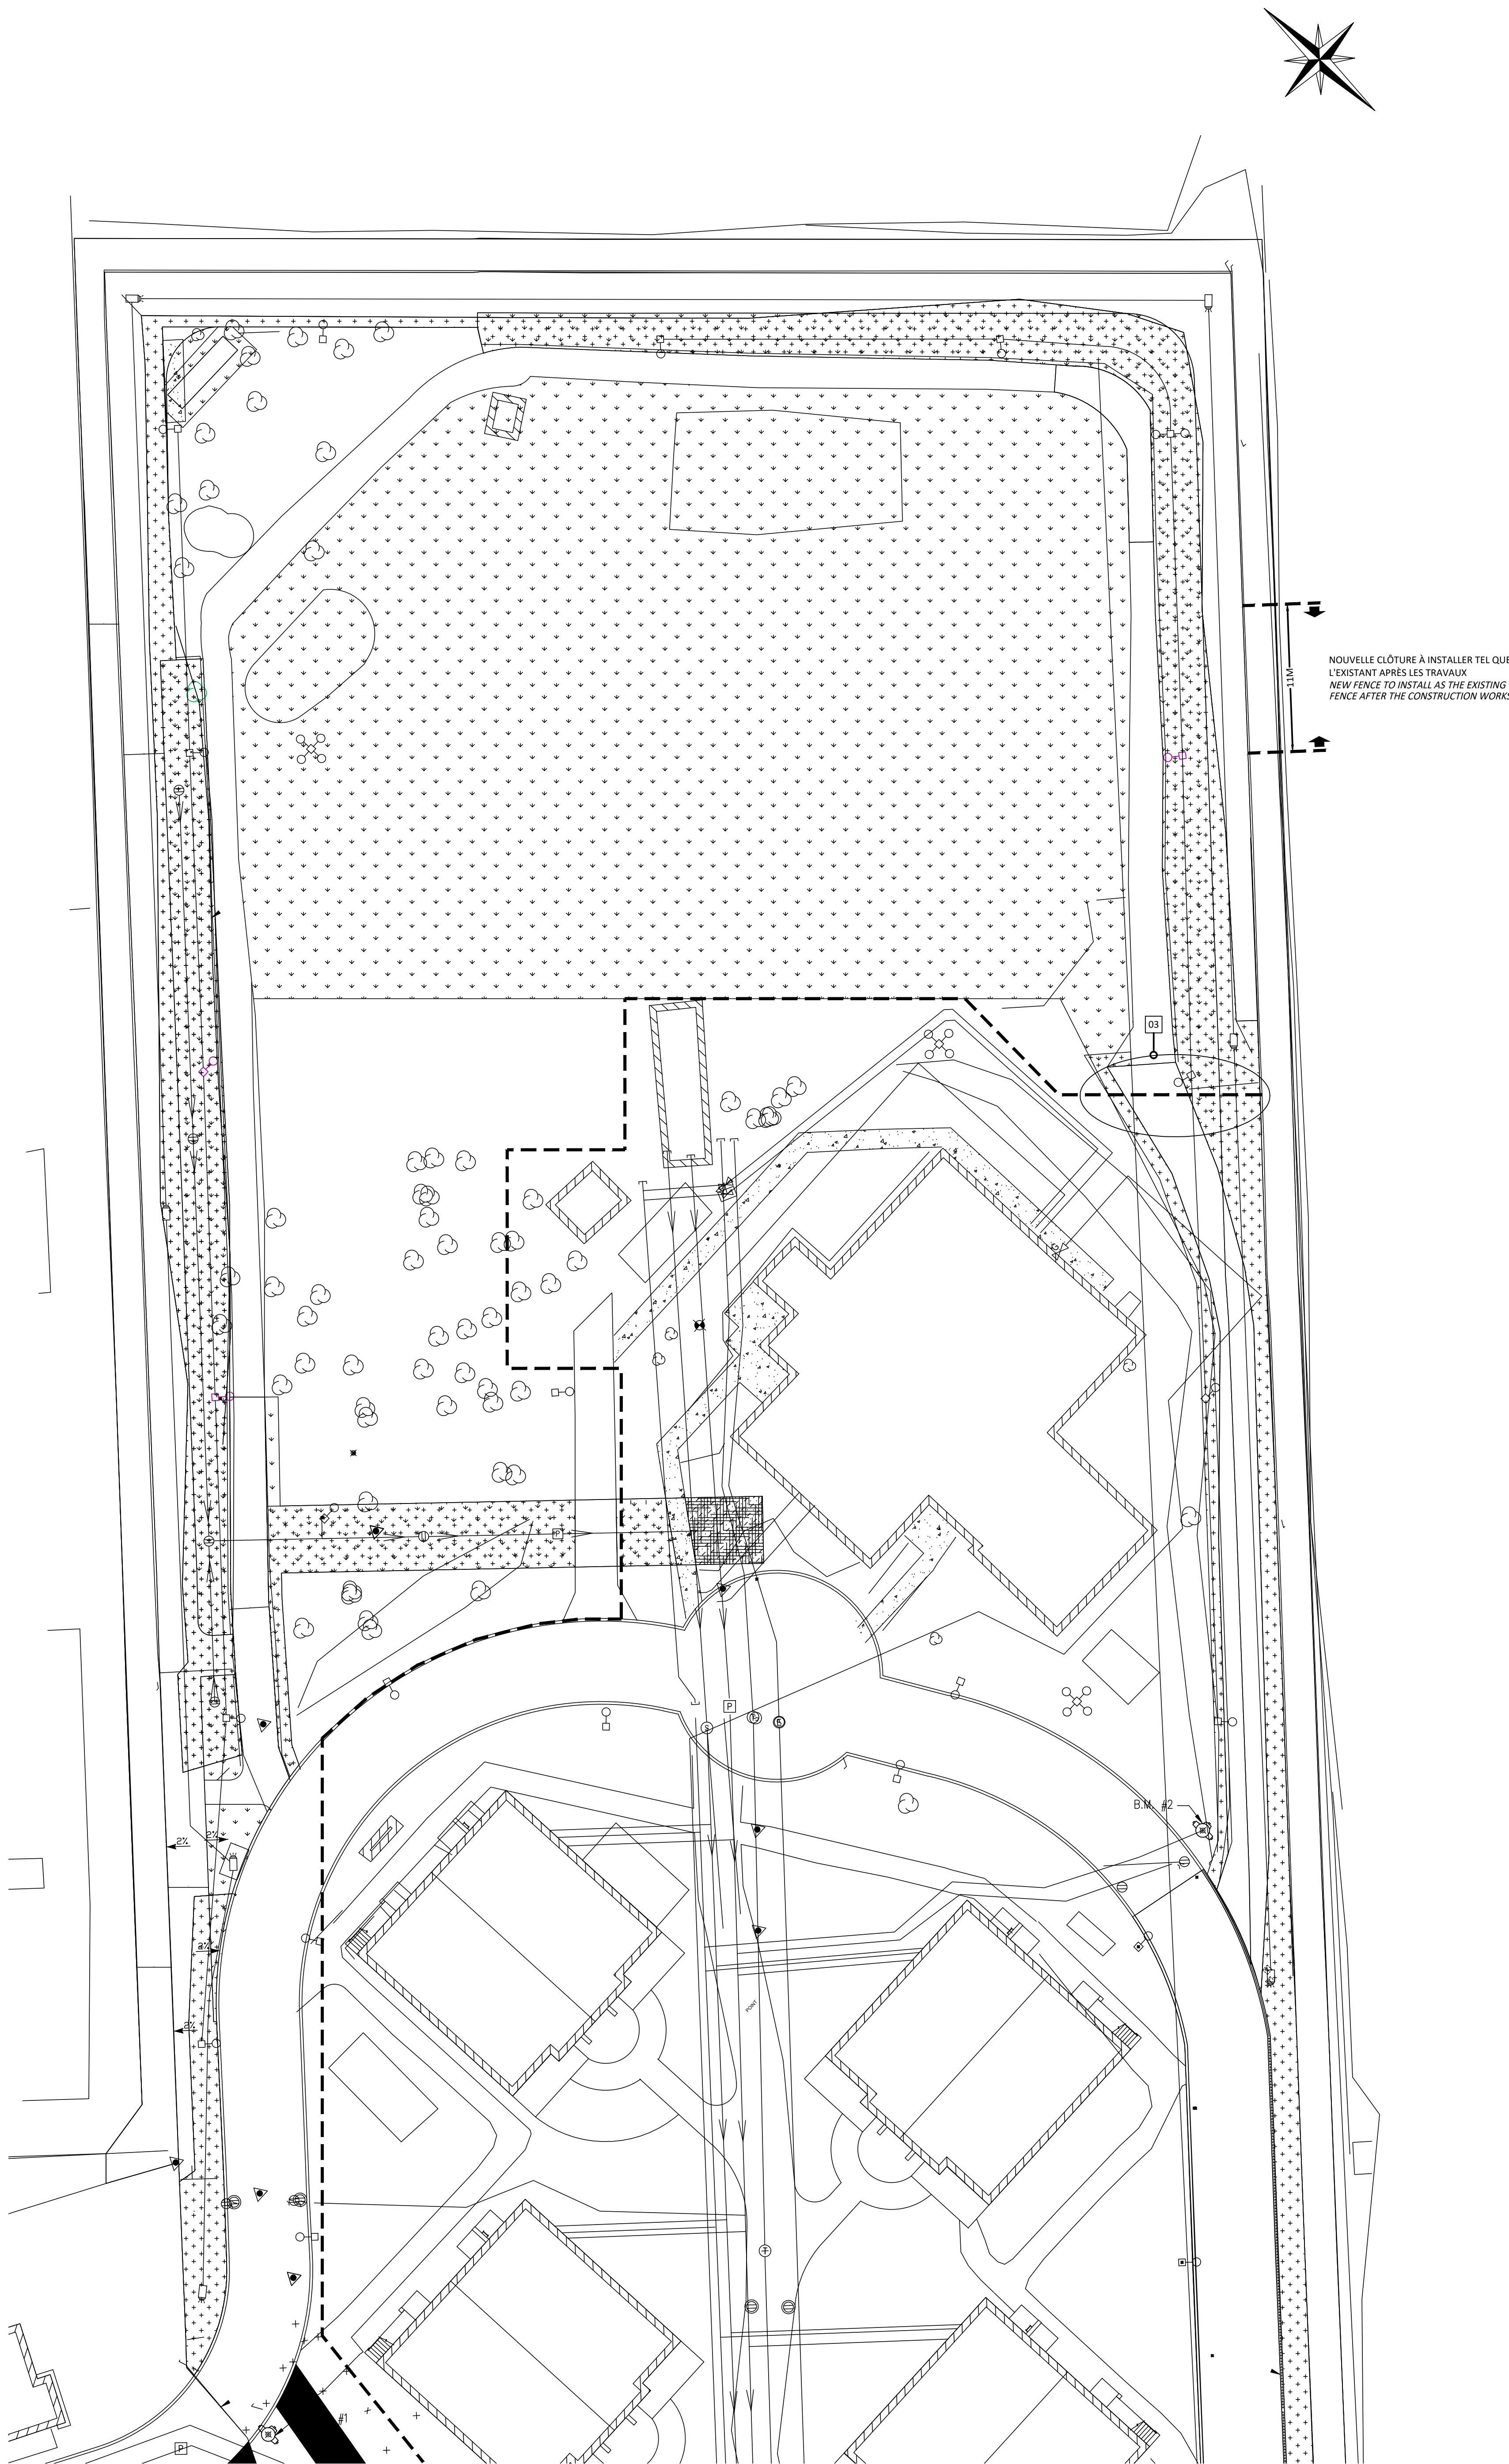 NOUVELLE CLÔTURE À INSTALLER TEL QUE
L'EXISTANT APRÈS LES TRAVAUX
NEW FENCE TO INSTALL AS THE EXISTING
FENCE AFTER THE CONSTRUCTION WORKS
11M
03
P
P
S
B.M. #2
2%
2%
2%
2%
POINT
#1
P